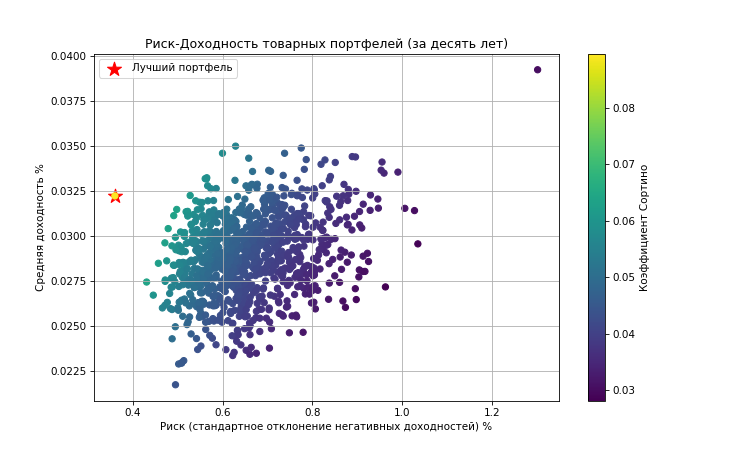 Риск-Доходность товарных портфелей (за десять лет)
Лучший портфель
Средняя доходность %
0.0400
0.0375
0.0350
0.0325
0.0300
0.0275
0.0250
0.0225
0.4 0.6 0.8 1.0 1.2
Риск (стандартное отклонение негативных доходностей) %
0.08
0.07
0.06
0.05
0.04
0.03
Коэффициент Сортино